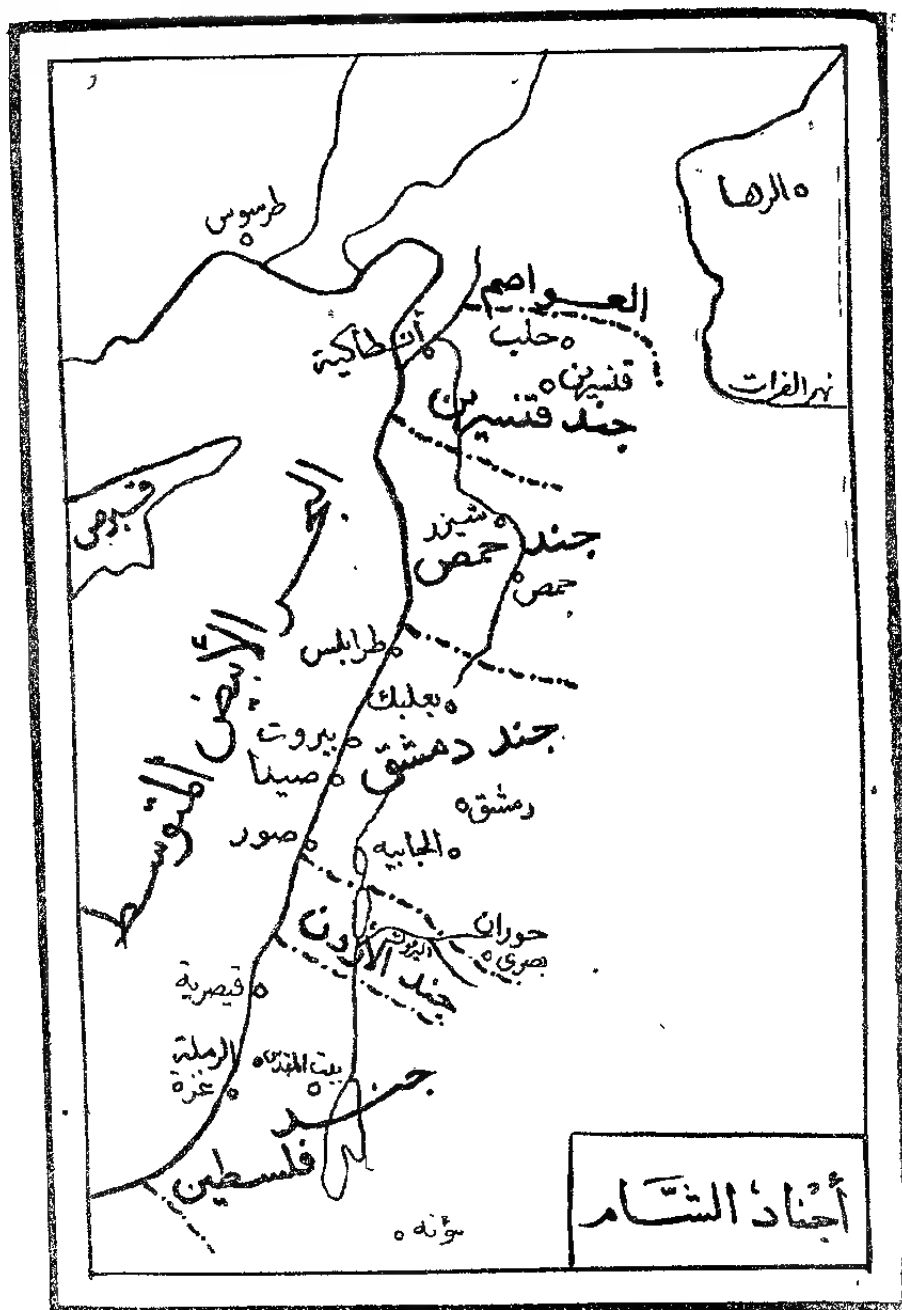 الرها
طرسوس
العواصم
حلب
أنطاكية
قنسرين
نهر الفرات
جند قنسرين
قبرص
شيزر
جند حمص
حمص
البحر الأبيض المتوسط
طرابلس
بعلبك
بيروت
جند دمشق
صيدا
دمشق
صور
الجابيه
حوران
اليرموك
بصرى
جند الأردن
قيصرية
الرملة
بيت المقدس
غزة
جند فلسطين
مؤته
أجناد الشام